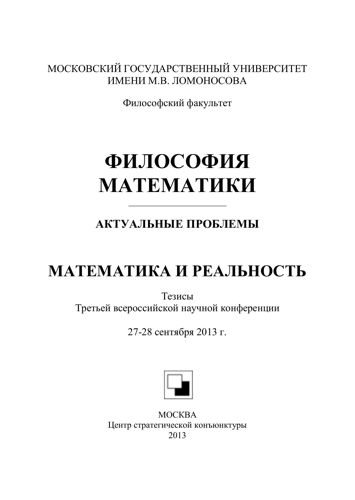 МОСКОВСКИЙ ГОСУДАРСТВЕННЫЙ УНИВЕРСИТЕТ
ИМЕНИ М.В. ЛОМОНОСОВА
Философский факультет
ФИЛОСОФИЯ
МАТЕМАТИКИ
АКТУАЛЬНЫЕ ПРОБЛЕМЫ
МАТЕМАТИКА И РЕАЛЬНОСТЬ
Тезисы
Третьей всероссийской научной конференции
27-28 сентября 2013 г.
МОСКВА
Центр стратегической конъюнктуры
2013